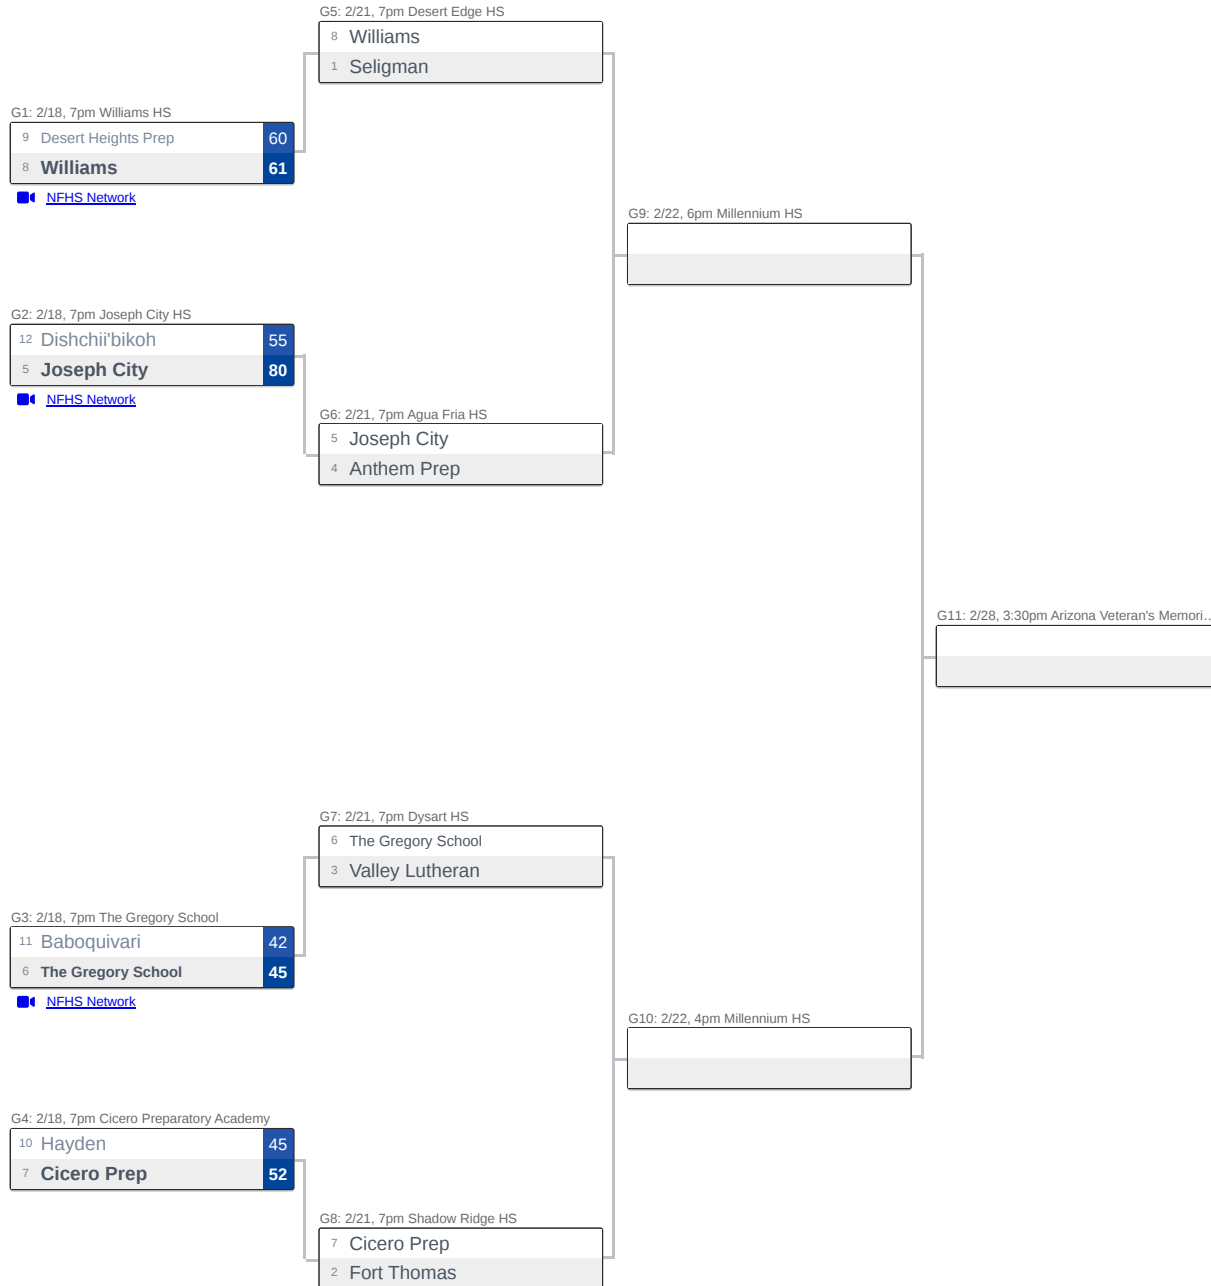 G5: 2/21, 7pm Desert Edge HS
8 Williams
1 Seligman
G1: 2/18, 7pm Williams HS
9 Desert Heights Prep 60
8 Williams 61
NFHS Network
G9: 2/22, 6pm Millennium HS
G2: 2/18, 7pm Joseph City HS
12 Dishchii'bikoh 55
5 Joseph City 80
NFHS Network
G6: 2/21, 7pm Agua Fria HS
5 Joseph City
4 Anthem Prep
G11: 2/28, 3:30pm Arizona Veteran's Memori...
G7: 2/21, 7pm Dysart HS
6 The Gregory School
3 Valley Lutheran
G3: 2/18, 7pm The Gregory School
11 Baboquivari 42
6 The Gregory School 45
NFHS Network
G10: 2/22, 4pm Millennium HS
G4: 2/18, 7pm Cicero Preparatory Academy
10 Hayden 45
7 Cicero Prep 52
G8: 2/21, 7pm Shadow Ridge HS
7 Cicero Prep
2 Fort Thomas